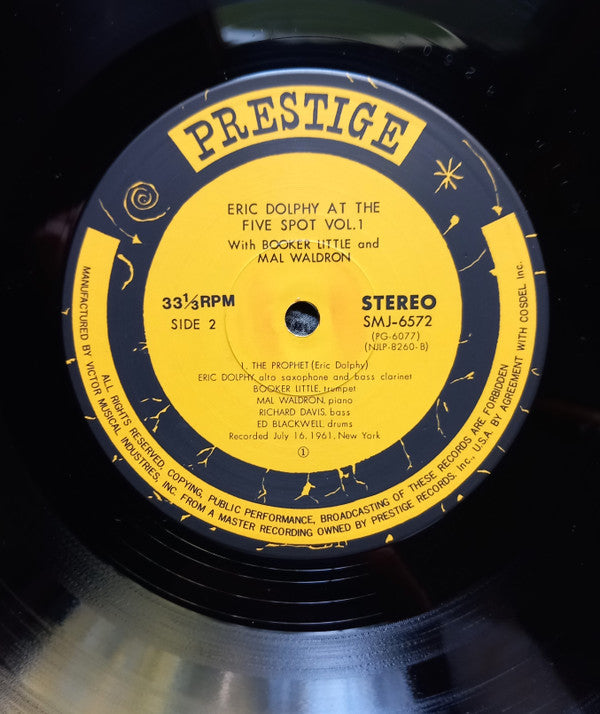 PRESTIGE
ERIC DOLPHY AT THE
FIVE SPOT VOL.1
With BOOKER LITTLE and
MAL WALDRON
33⅓RPM
SIDE 2
STEREO
SMJ-6572
(PG-6077)
(NJLP-8260-B)
1. THE PROPHET (Eric Dolphy)
ERIC DOLPHY, alto saxophone and bass clarinet
BOOKER LITTLE, trumpet
MAL WALDRON, piano
RICHARD DAVIS, bass
ED BLACKWELL, drums
Recorded July 16, 1961, New York
①
ALL RIGHTS RESERVED, COPYING, PUBLIC PERFORMANCE, BROADCASTING OF THESE RECORDS ARE FORBIDDEN
MANUFACTURED BY VICTOR MUSICAL INDUSTRIES, INC. FROM A MASTER RECORDING OWNED BY PRESTIGE RECORDS, Inc., U.S.A. BY AGREEMENT WITH COSDEL Inc.